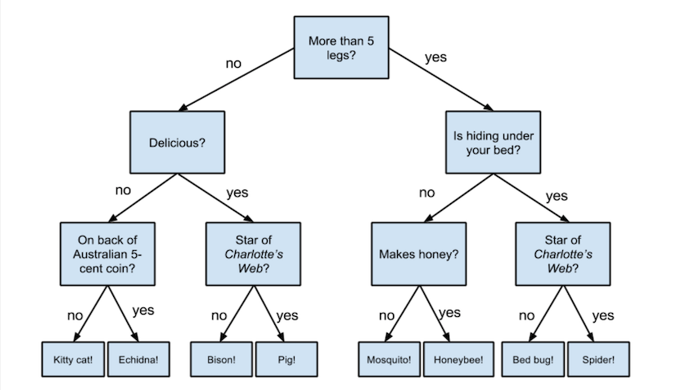 More than 5
legs?
no
yes
Delicious?
Is hiding under
your bed?
no
yes
no
yes
On back of
Australian 5-
cent coin?
Star of
Charlotte's
Web?
Makes honey?
Star of
Charlotte's
Web?
no
yes
no
yes
no
yes
no
yes
Kitty cat!
Echidna!
Bison!
Pig!
Mosquito!
Honeybee!
Bed bug!
Spider!